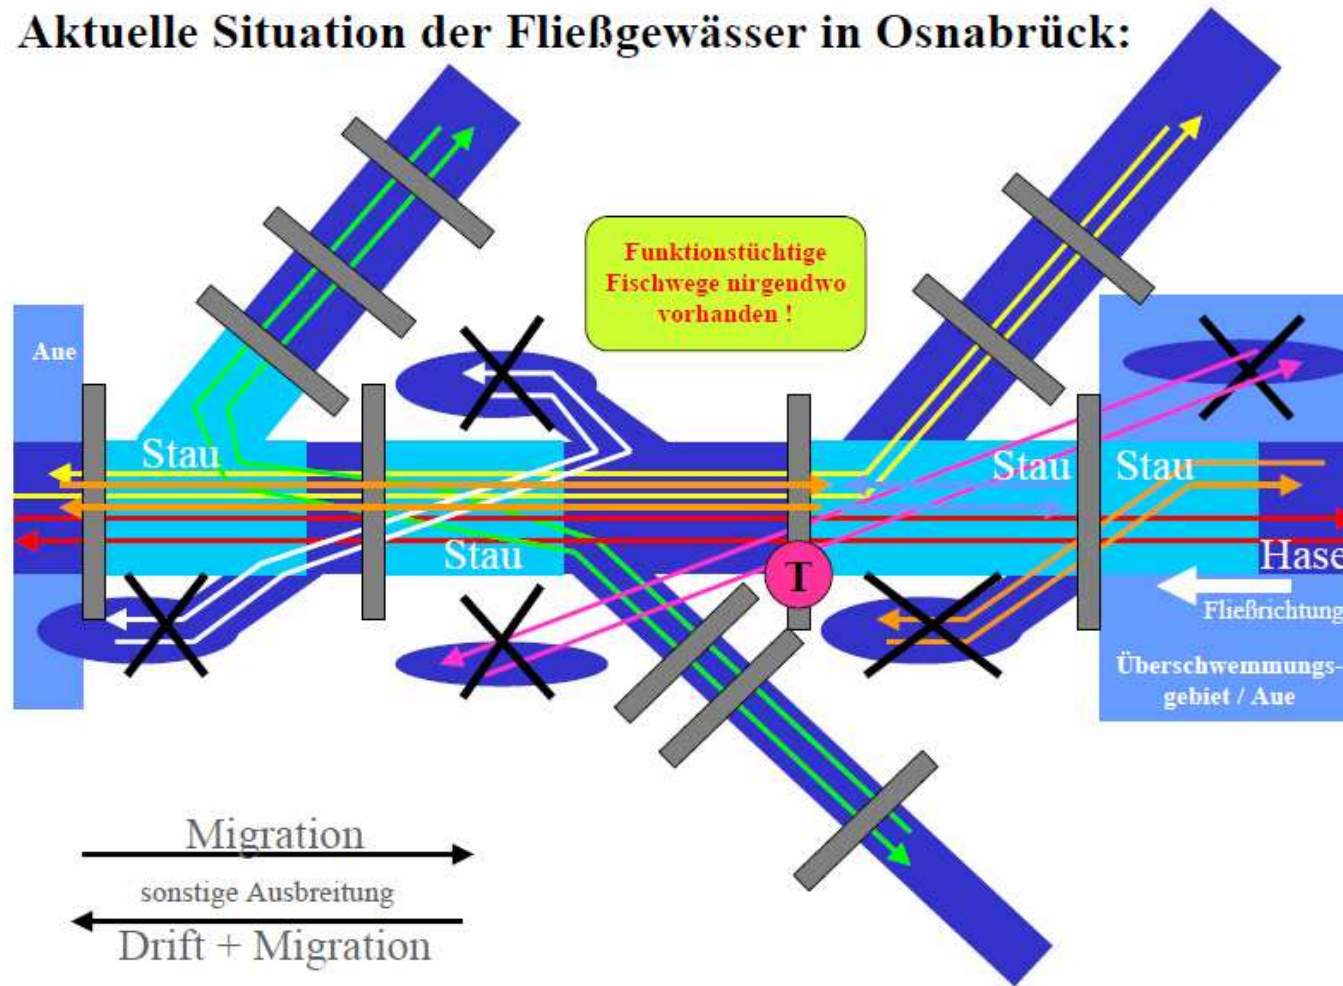 Aktuelle Situation der Fließgewässer in Osnabrück:
Funktionstüchtige
Fischwege nirgendwo
vorhanden !
Aue
Stau
Stau
Stau
Stau
Hase
T
Fließrichtung
Überschwemmungs-
gebiet / Aue
Migration
sonstige Ausbreitung
Drift + Migration